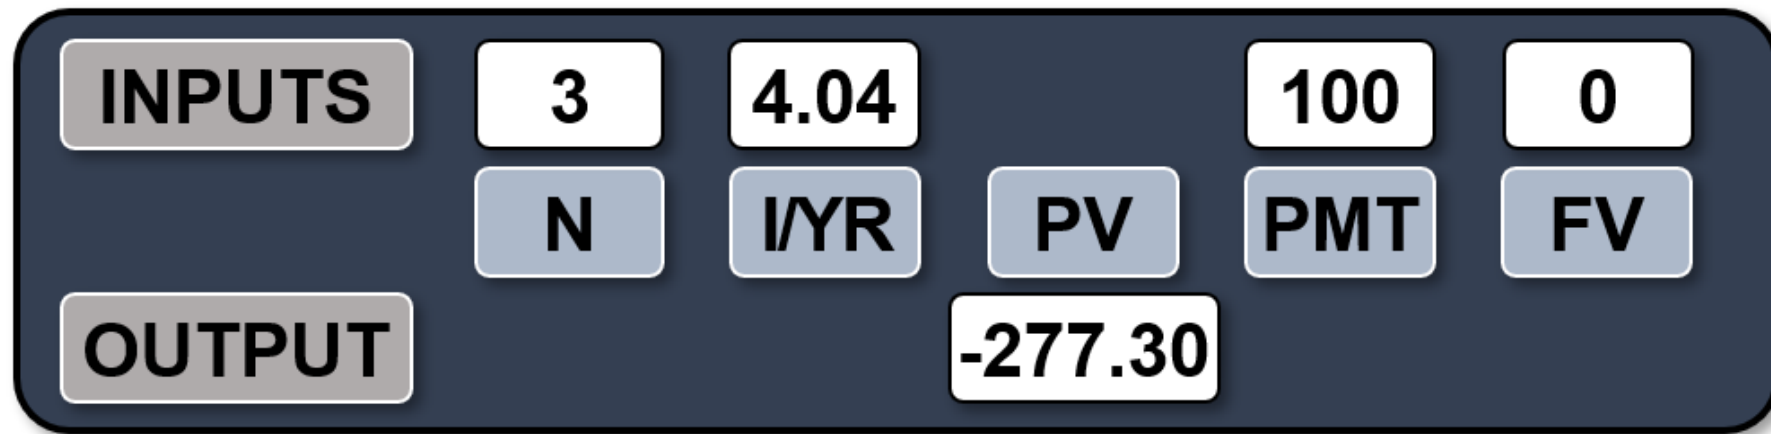 INPUTS 3 4.04 100 0
N I/YR PV PMT FV
OUTPUT -277.30